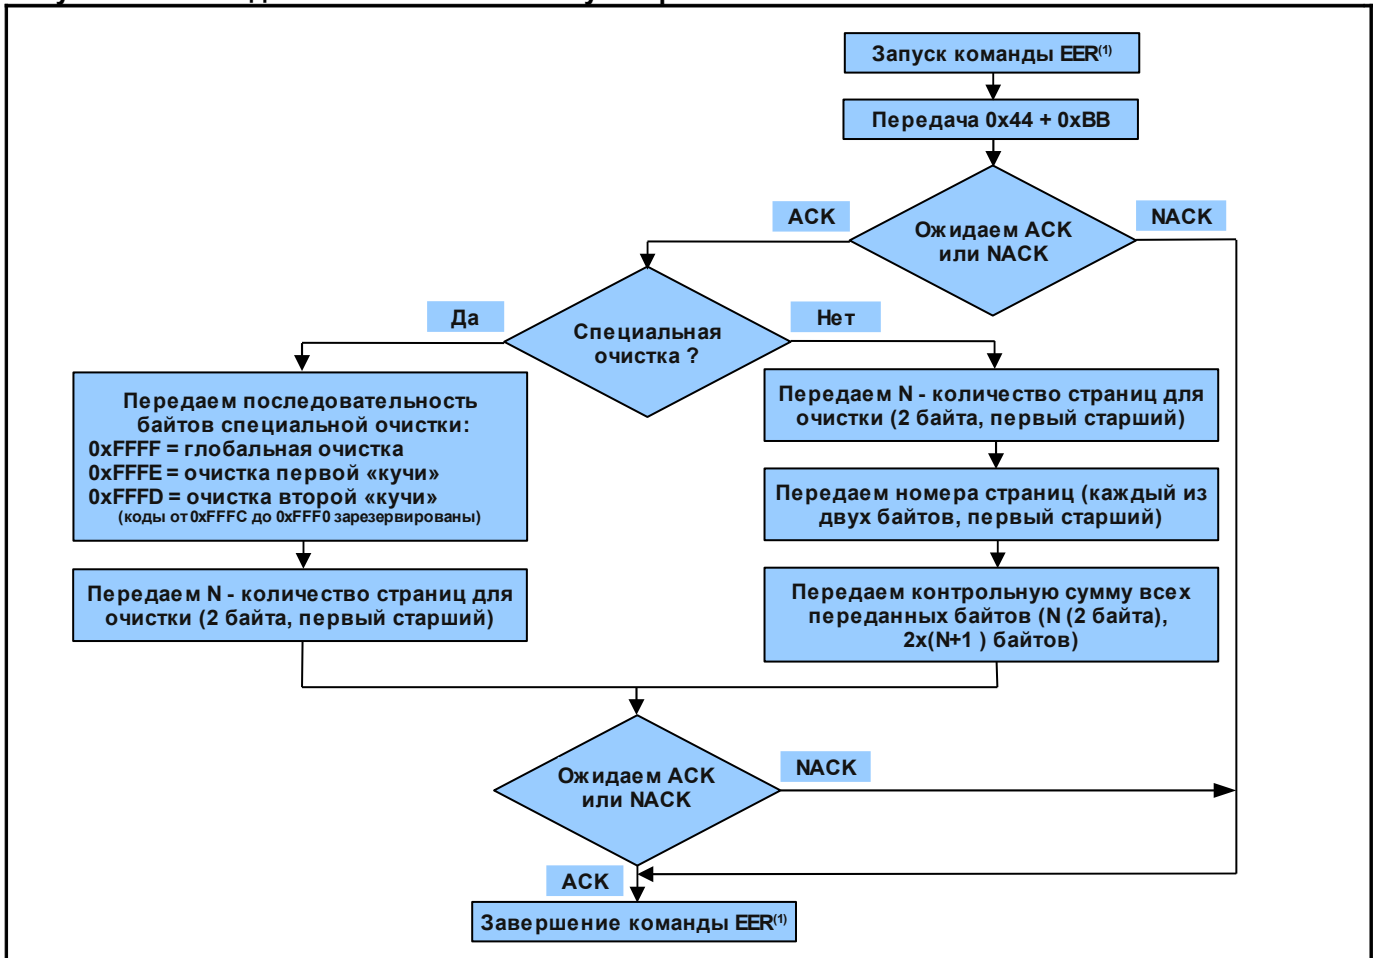 Запуск команды EER(1)
Передача 0x44 + 0xBB
Ожидаем ACK
или NACK
ACK
NACK
Специальная
очистка ?
Да
Нет
Передаем последовательность
байтов специальной очистки:
0xFFFF = глобальная очистка
0xFFFE = очистка первой «кучи»
0xFFFD = очистка второй «кучи»
(коды от 0xFFFC до 0xFFF0 зарезервированы)
Передаем N - количество страниц для
очистки (2 байта, первый старший)
Передаем N - количество страниц для
очистки (2 байта, первый старший)
Передаем номера страниц (каждый из
двух байтов, первый старший)
Передаем контрольную сумму всех
переданных байтов (N (2 байта),
2x(N+1 ) байтов)
Ожидаем ACK
или NACK
NACK
ACK
Завершение команды EER(1)